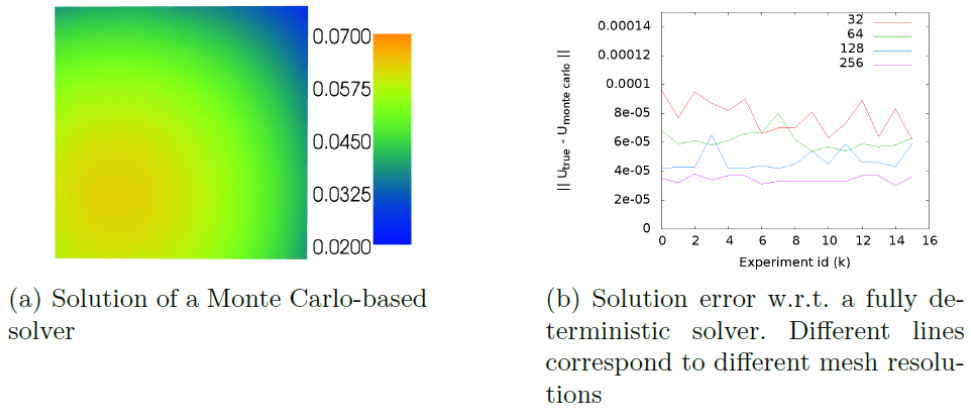 0.0700
0.0575
0.0450
0.0325
0.0200
(a) Solution of a Monte Carlo-based
solver
|| U_true - U_monte carlo ||
0.00014
0.00012
0.0001
8e-05
6e-05
4e-05
2e-05
0
0 2 4 6 8 10 12 14 16
Experiment id (k)
32
64
128
256
(b) Solution error w.r.t. a fully de-
terministic solver. Different lines
correspond to different mesh resolu-
tions